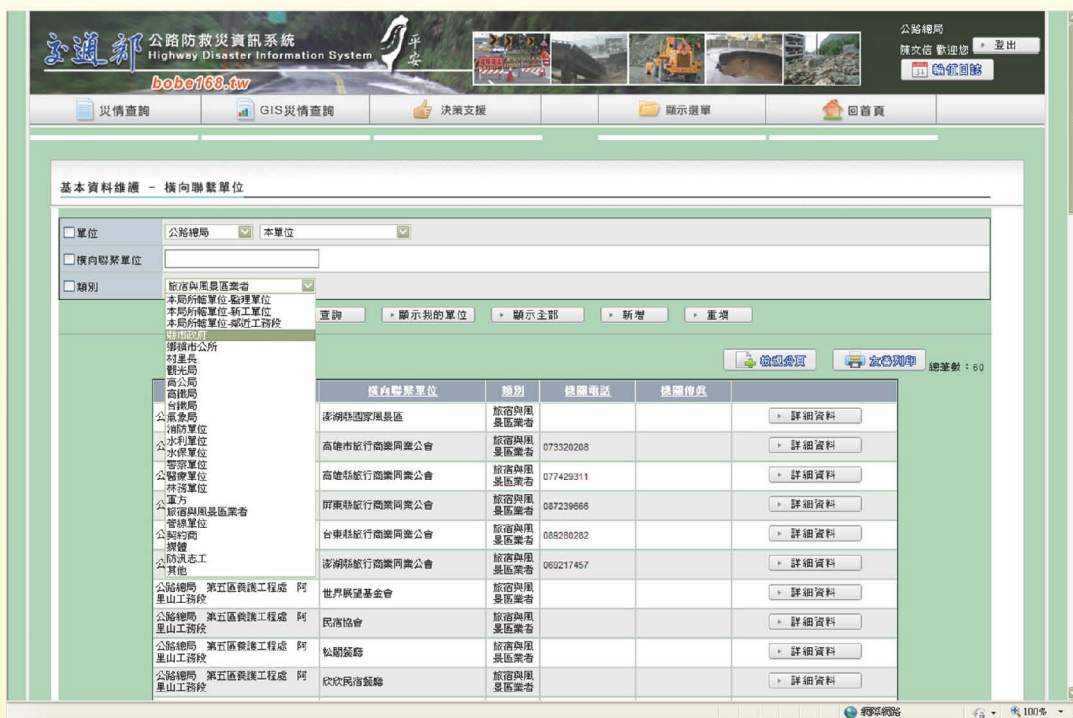 交通部 公路防救災資訊系統
Highway Disaster Information System
平安
bobe168.tw
公路總局
陳文信 歡迎您 登出
輪值日誌
災情查詢 GIS災情查詢 決策支援 顯示選單 回首頁
基本資料維護 - 橫向聯繫單位
單位 公路總局 本單位
橫向聯繫單位
類別 旅宿與風景區業者
本局所轄單位-監理單位
本局所轄單位-新工單位
本局所轄單位-鄰近工務段
縣市政府
鄉鎮市公所
村里長
觀光局
高公局
高鐵局
台鐵局
氣象局
消防單位
水利單位
水保單位
警察單位
醫療單位
林務單位
軍方
旅宿與風景區業者
管線單位
契約商
媒體
防汛志工
其他
查詢 顯示我的單位 顯示全部 新增 重填
檢視分頁 友善列印 總筆數：60
橫向聯繫單位 類別 機關電話 機關傳真
澎湖縣國家風景區 旅宿與風景區業者 詳細資料
公 高雄市旅行商業同業公會 旅宿與風景區業者 073320208 詳細資料
公 高雄縣旅行商業同業公會 旅宿與風景區業者 077429311 詳細資料
公 屏東縣旅行商業同業公會 旅宿與風景區業者 087239666 詳細資料
公 台東縣旅行商業同業公會 旅宿與風景區業者 089280282 詳細資料
公 澎湖縣旅行商業同業公會 旅宿與風景區業者 069217457 詳細資料
公路總局 第五區養護工程處 阿里山工務段 世界展望基金會 旅宿與風景區業者 詳細資料
公路總局 第五區養護工程處 阿里山工務段 民宿協會 旅宿與風景區業者 詳細資料
公路總局 第五區養護工程處 阿里山工務段 松閣餐廳 旅宿與風景區業者 詳細資料
公路總局 第五區養護工程處 阿里山工務段 欣欣民宿餐廳 旅宿與風景區業者 詳細資料
網際網路 100%